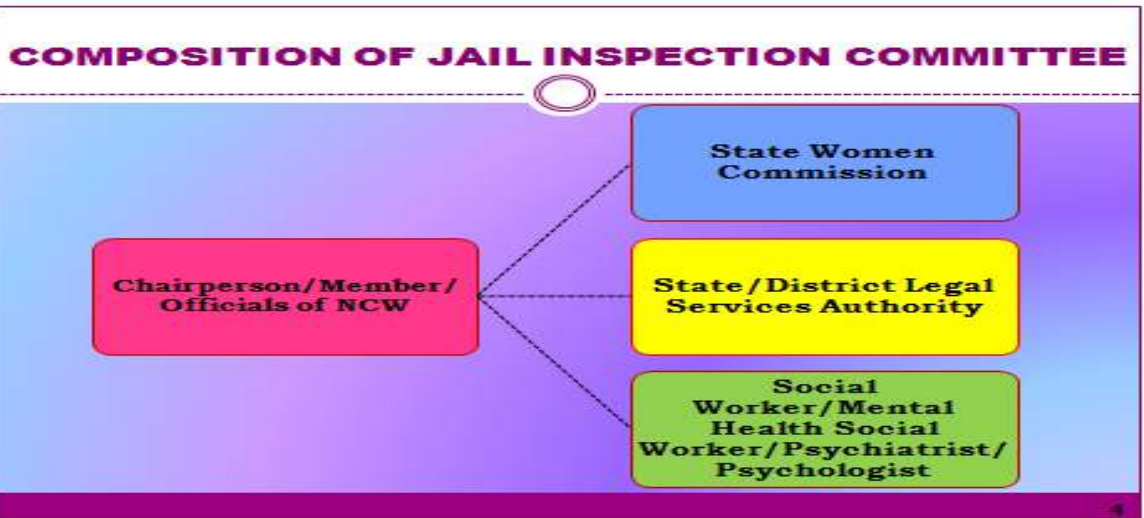 COMPOSITION OF JAIL INSPECTION COMMITTEE
State Women
Commission
Chairperson/Member/
Officials of NCW
State/District Legal
Services Authority
Social
Worker/Mental
Health Social
Worker/Psychiatrist/
Psychologist
4